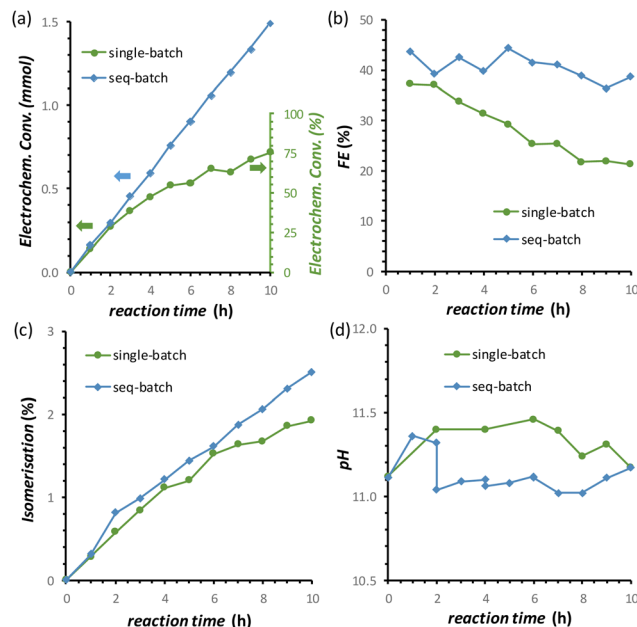 (a)
Electrochem. Conv. (mmol)
1.5
1.0
0.5
0.0
single-batch
seq-batch
100
75
50
25
0
Electrochem. Conv. (%)
0 2 4 6 8 10
reaction time (h)
(b)
FE (%)
50
40
30
20
10
0
single-batch
seq-batch
0 2 4 6 8 10
reaction time (h)
(c)
Isomerisation (%)
3
2
1
0
single-batch
seq-batch
0 2 4 6 8 10
reaction time (h)
(d)
pH
12.0
11.5
11.0
10.5
single-batch
seq-batch
0 2 4 6 8 10
reaction time (h)